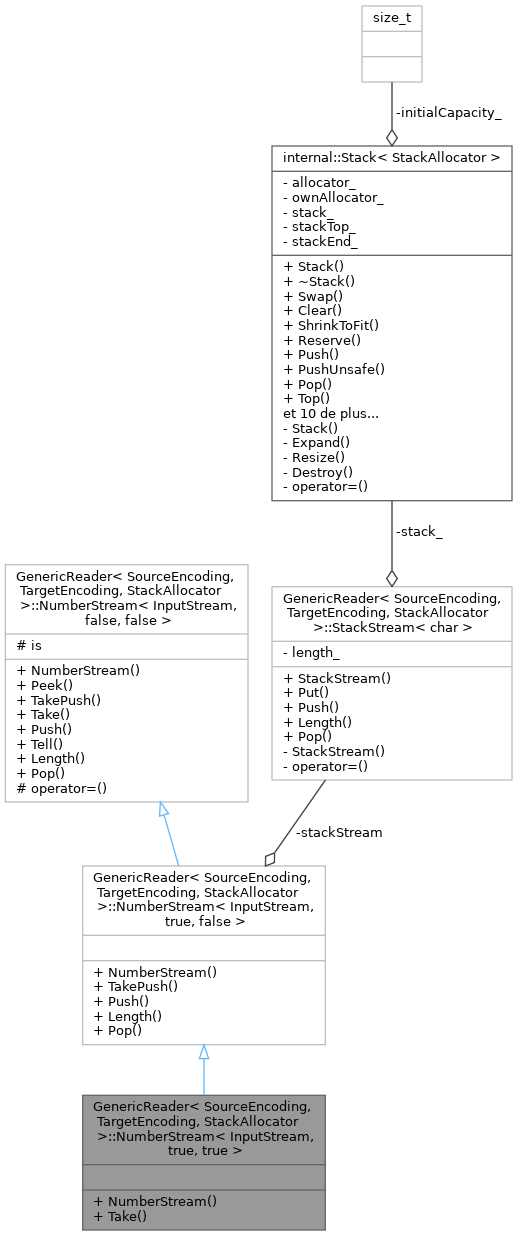 size_t
-initialCapacity_
internal::Stack< StackAllocator >
- allocator_
- ownAllocator_
- stack_
- stackTop_
- stackEnd_
+ Stack()
+ ~Stack()
+ Swap()
+ Clear()
+ ShrinkToFit()
+ Reserve()
+ Push()
+ PushUnsafe()
+ Pop()
+ Top()
et 10 de plus...
- Stack()
- Expand()
- Resize()
- Destroy()
- operator=()
-stack_
GenericReader< SourceEncoding,
TargetEncoding, StackAllocator
>::NumberStream< InputStream,
false, false >
# is
+ NumberStream()
+ Peek()
+ TakePush()
+ Take()
+ Push()
+ Tell()
+ Length()
+ Pop()
# operator=()
GenericReader< SourceEncoding,
TargetEncoding, StackAllocator
>::StackStream< char >
- length_
+ StackStream()
+ Put()
+ Push()
+ Length()
+ Pop()
- StackStream()
- operator=()
-stackStream
GenericReader< SourceEncoding,
TargetEncoding, StackAllocator
>::NumberStream< InputStream,
true, false >
+ NumberStream()
+ TakePush()
+ Push()
+ Length()
+ Pop()
GenericReader< SourceEncoding,
TargetEncoding, StackAllocator
>::NumberStream< InputStream,
true, true >
+ NumberStream()
+ Take()